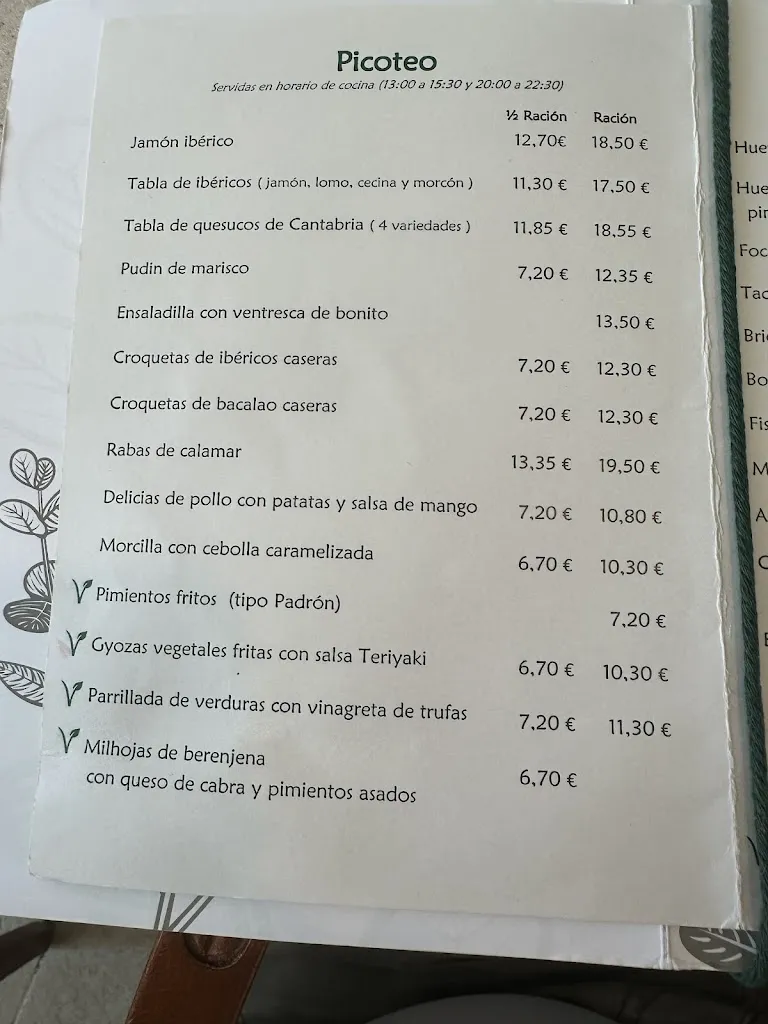 Picoteo
Servidas en horario de cocina (13:00 a 15:30 y 20:00 a 22:30)
½ Ración Ración
Jamón ibérico 12,70€ 18,50 €
Tabla de ibéricos ( jamón, lomo, cecina y morcón ) 11,30 € 17,50 €
Tabla de quesucos de Cantabria ( 4 variedades ) 11,85 € 18,55 €
Pudin de marisco 7,20 € 12,35 €
Ensaladilla con ventresca de bonito 13,50 €
Croquetas de ibéricos caseras 7,20 € 12,30 €
Croquetas de bacalao caseras 7,20 € 12,30 €
Rabas de calamar 13,35 € 19,50 €
Delicias de pollo con patatas y salsa de mango 7,20 € 10,80 €
Morcilla con cebolla caramelizada 6,70 € 10,30 €
V Pimientos fritos (tipo Padrón) 7,20 €
V Gyozas vegetales fritas con salsa Teriyaki 6,70 € 10,30 €
V Parrillada de verduras con vinagreta de trufas 7,20 € 11,30 €
V Milhojas de berenjena 6,70 €
con queso de cabra y pimientos asados